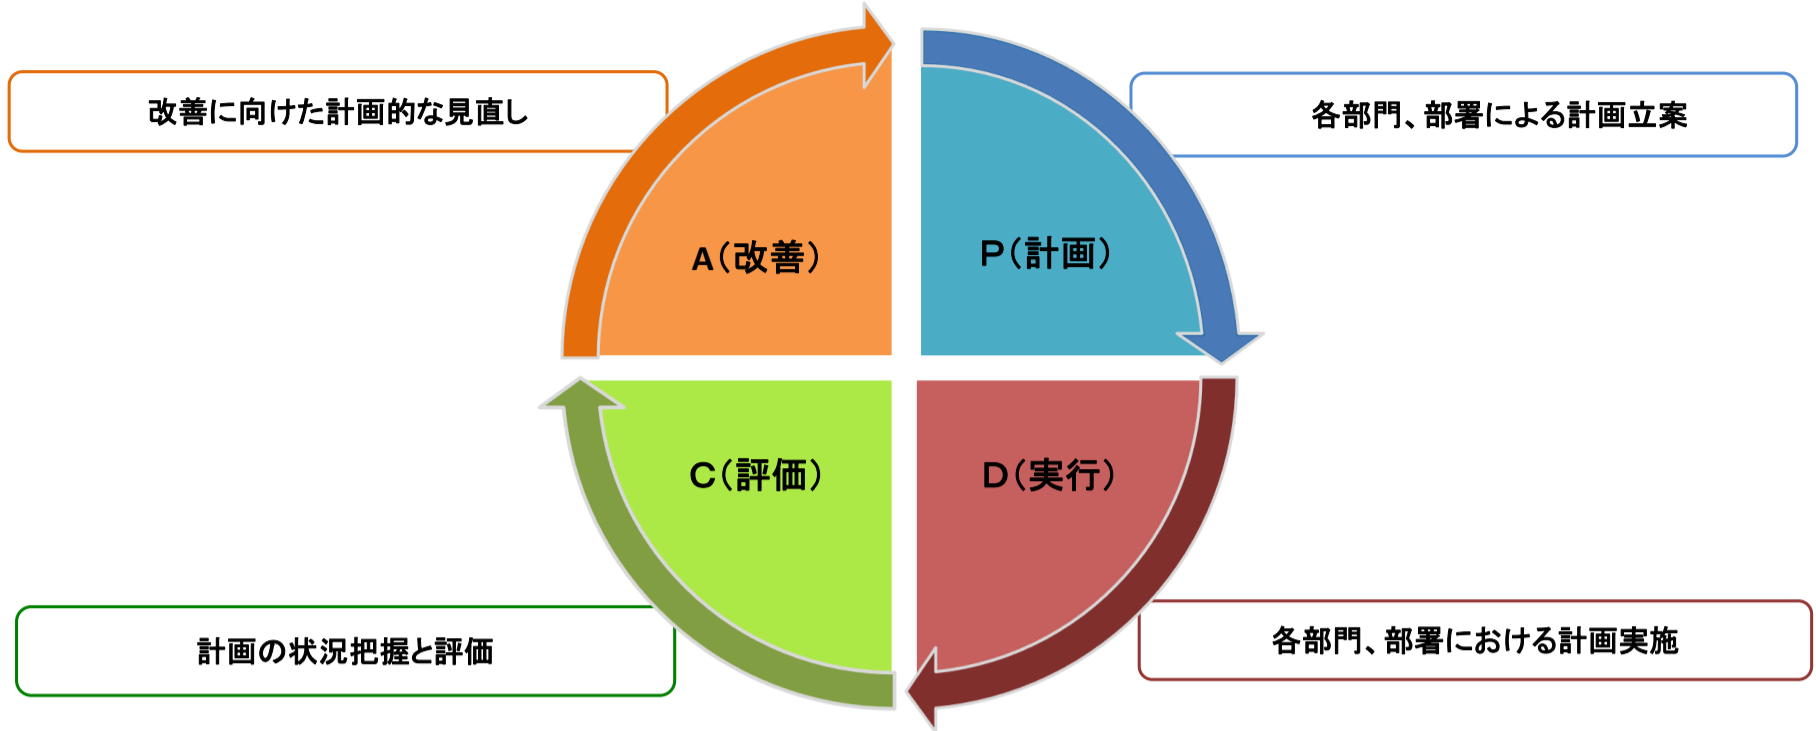 改善に向けた計画的な見直し
各部門、部署による計画立案
A（改善）
P（計画）
C（評価）
D（実行）
計画の状況把握と評価
各部門、部署における計画実施